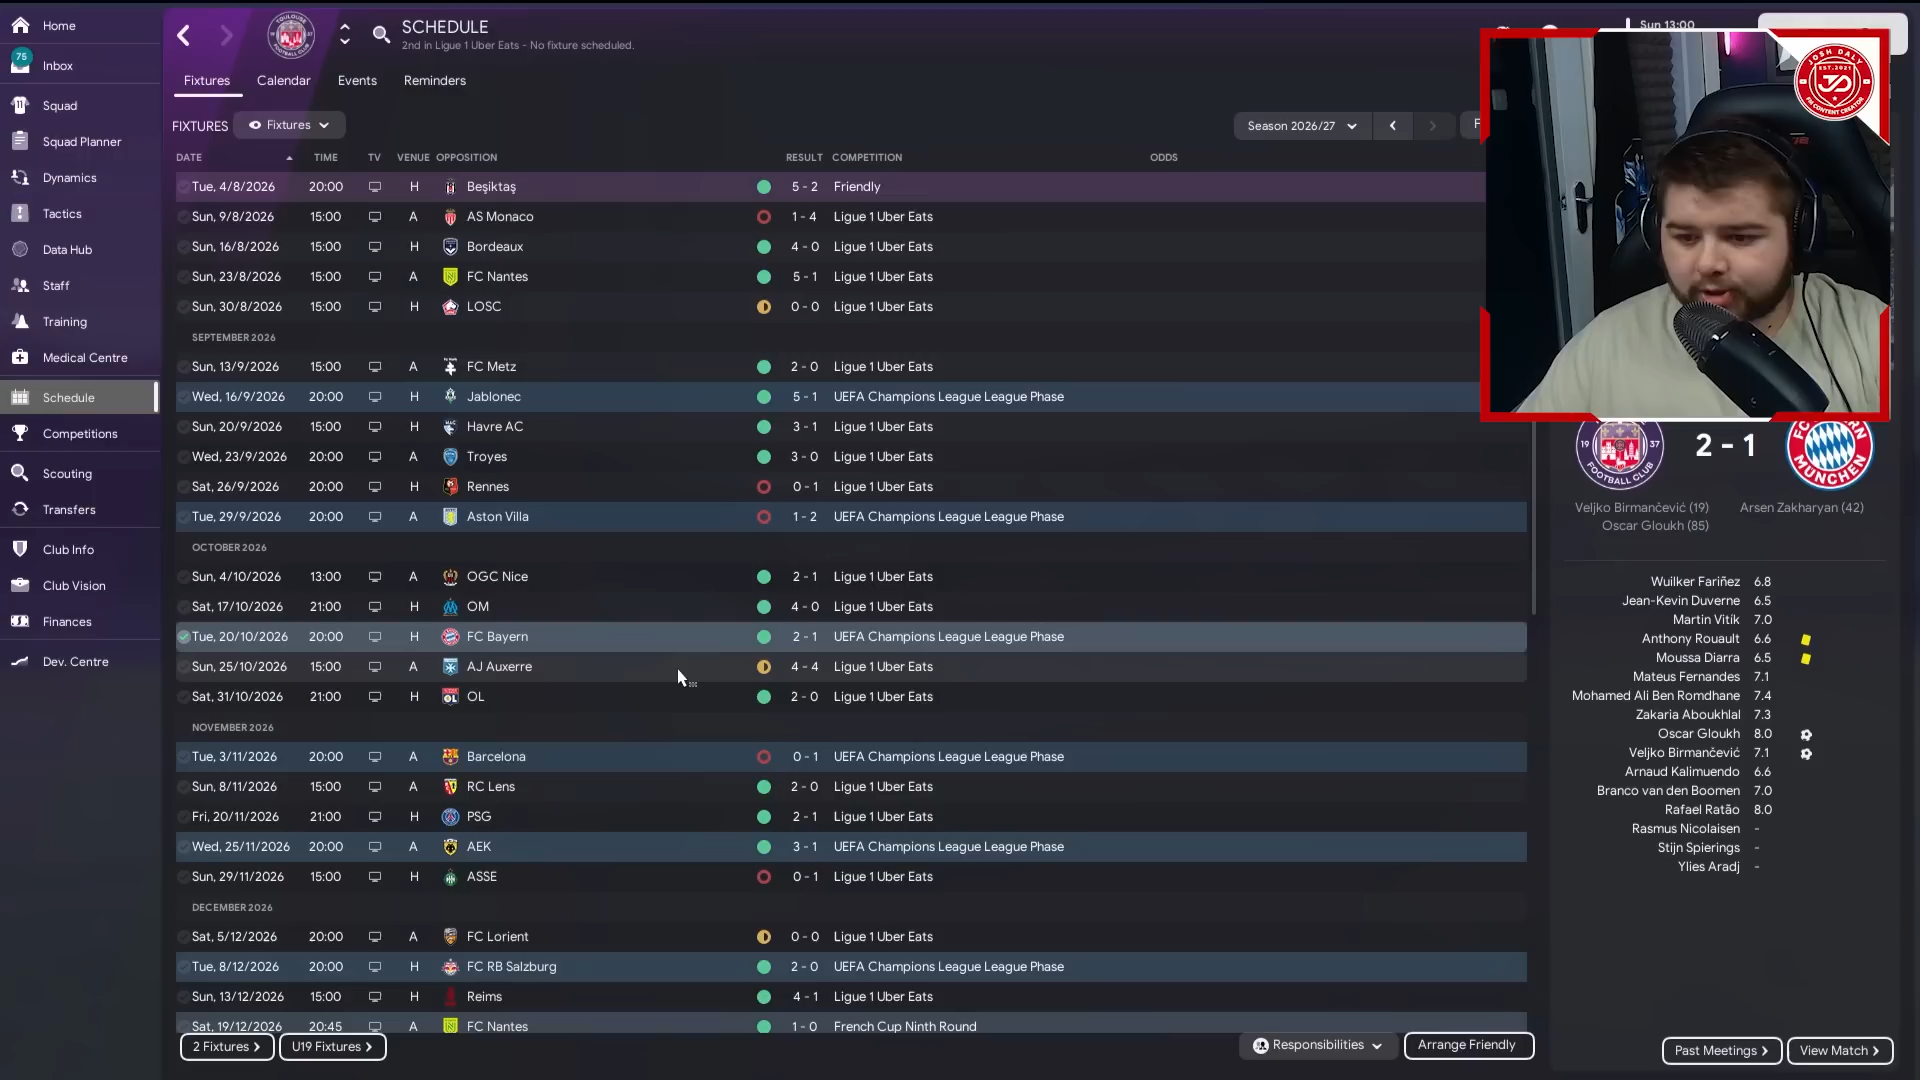 Home
75
Inbox
Squad
Squad Planner
Dynamics
Tactics
Data Hub
Staff
Training
Medical Centre
Schedule
Competitions
Scouting
Transfers
Club Info
Club Vision
Finances
Dev. Centre
SCHEDULE
2nd in Ligue 1 Uber Eats - No fixture scheduled.
Sun 13:00
Fixtures Calendar Events Reminders
FIXTURES Fixtures Season 2026/27 F
DATE TIME TV VENUE OPPOSITION RESULT COMPETITION ODDS
Tue, 4/8/2026 20:00 H Beşiktaş 5 - 2 Friendly
Sun, 9/8/2026 15:00 A AS Monaco 1 - 4 Ligue 1 Uber Eats
Sun, 16/8/2026 15:00 H Bordeaux 4 - 0 Ligue 1 Uber Eats
Sun, 23/8/2026 15:00 A FC Nantes 5 - 1 Ligue 1 Uber Eats
Sun, 30/8/2026 15:00 H LOSC 0 - 0 Ligue 1 Uber Eats
SEPTEMBER 2026
Sun, 13/9/2026 15:00 A FC Metz 2 - 0 Ligue 1 Uber Eats
Wed, 16/9/2026 20:00 H Jablonec 5 - 1 UEFA Champions League League Phase
Sun, 20/9/2026 15:00 H Havre AC 3 - 1 Ligue 1 Uber Eats
Wed, 23/9/2026 20:00 A Troyes 3 - 0 Ligue 1 Uber Eats
Sat, 26/9/2026 20:00 H Rennes 0 - 1 Ligue 1 Uber Eats
Tue, 29/9/2026 20:00 A Aston Villa 1 - 2 UEFA Champions League League Phase
OCTOBER 2026
Sun, 4/10/2026 13:00 A OGC Nice 2 - 1 Ligue 1 Uber Eats
Sat, 17/10/2026 21:00 H OM 4 - 0 Ligue 1 Uber Eats
Tue, 20/10/2026 20:00 H FC Bayern 2 - 1 UEFA Champions League League Phase
Sun, 25/10/2026 15:00 A AJ Auxerre 4 - 4 Ligue 1 Uber Eats
Sat, 31/10/2026 21:00 H OL 2 - 0 Ligue 1 Uber Eats
NOVEMBER 2026
Tue, 3/11/2026 20:00 A Barcelona 0 - 1 UEFA Champions League League Phase
Sun, 8/11/2026 15:00 A RC Lens 2 - 0 Ligue 1 Uber Eats
Fri, 20/11/2026 21:00 H PSG 2 - 1 Ligue 1 Uber Eats
Wed, 25/11/2026 20:00 A AEK 3 - 1 UEFA Champions League League Phase
Sun, 29/11/2026 15:00 H ASSE 0 - 1 Ligue 1 Uber Eats
DECEMBER 2026
Sat, 5/12/2026 20:00 A FC Lorient 0 - 0 Ligue 1 Uber Eats
Tue, 8/12/2026 20:00 H FC RB Salzburg 2 - 0 UEFA Champions League League Phase
Sun, 13/12/2026 15:00 H Reims 4 - 1 Ligue 1 Uber Eats
Sat, 19/12/2026 20:45 A FC Nantes 1 - 0 French Cup Ninth Round
2 Fixtures U19 Fixtures Responsibilities Arrange Friendly
JOSH DALY
EST.2021
JD
FM CONTENT CREATOR
19 37
FOOTBALL CLUB
2 - 1
MÜNCHEN
Veljko Birmančević (19) Arsen Zakharyan (42)
Oscar Gloukh (85)
Wuilker Fariñez 6.8
Jean-Kevin Duverne 6.5
Martin Vitík 7.0
Anthony Rouault 6.6
Moussa Diarra 6.5
Mateus Fernandes 7.1
Mohamed Ali Ben Romdhane 7.4
Zakaria Aboukhlal 7.3
Oscar Gloukh 8.0
Veljko Birmančević 7.1
Arnaud Kalimuendo 6.6
Branco van den Boomen 7.0
Rafael Ratão 8.0
Rasmus Nicolaisen -
Stijn Spierings -
Ylies Aradj -
Past Meetings View Match